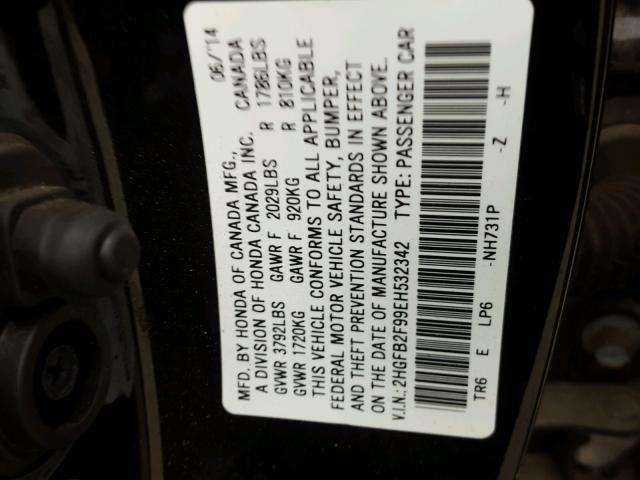 MFD. BY HONDA OF CANADA MFG., 06/'14
A DIVISION OF HONDA CANADA INC. CANADA
GVWR 3792LBS GAWR F 2029LBS R 1786LBS
GVWR 1720KG GAWR F 920KG R 810KG
THIS VEHICLE CONFORMS TO ALL APPLICABLE
FEDERAL MOTOR VEHICLE SAFETY, BUMPER,
AND THEFT PREVENTION STANDARDS IN EFFECT
ON THE DATE OF MANUFACTURE SHOWN ABOVE.
V.I.N.: 2HGFB2F99EH532342 TYPE: PASSENGER CAR
TR6 E LP6 -NH731P -Z -H